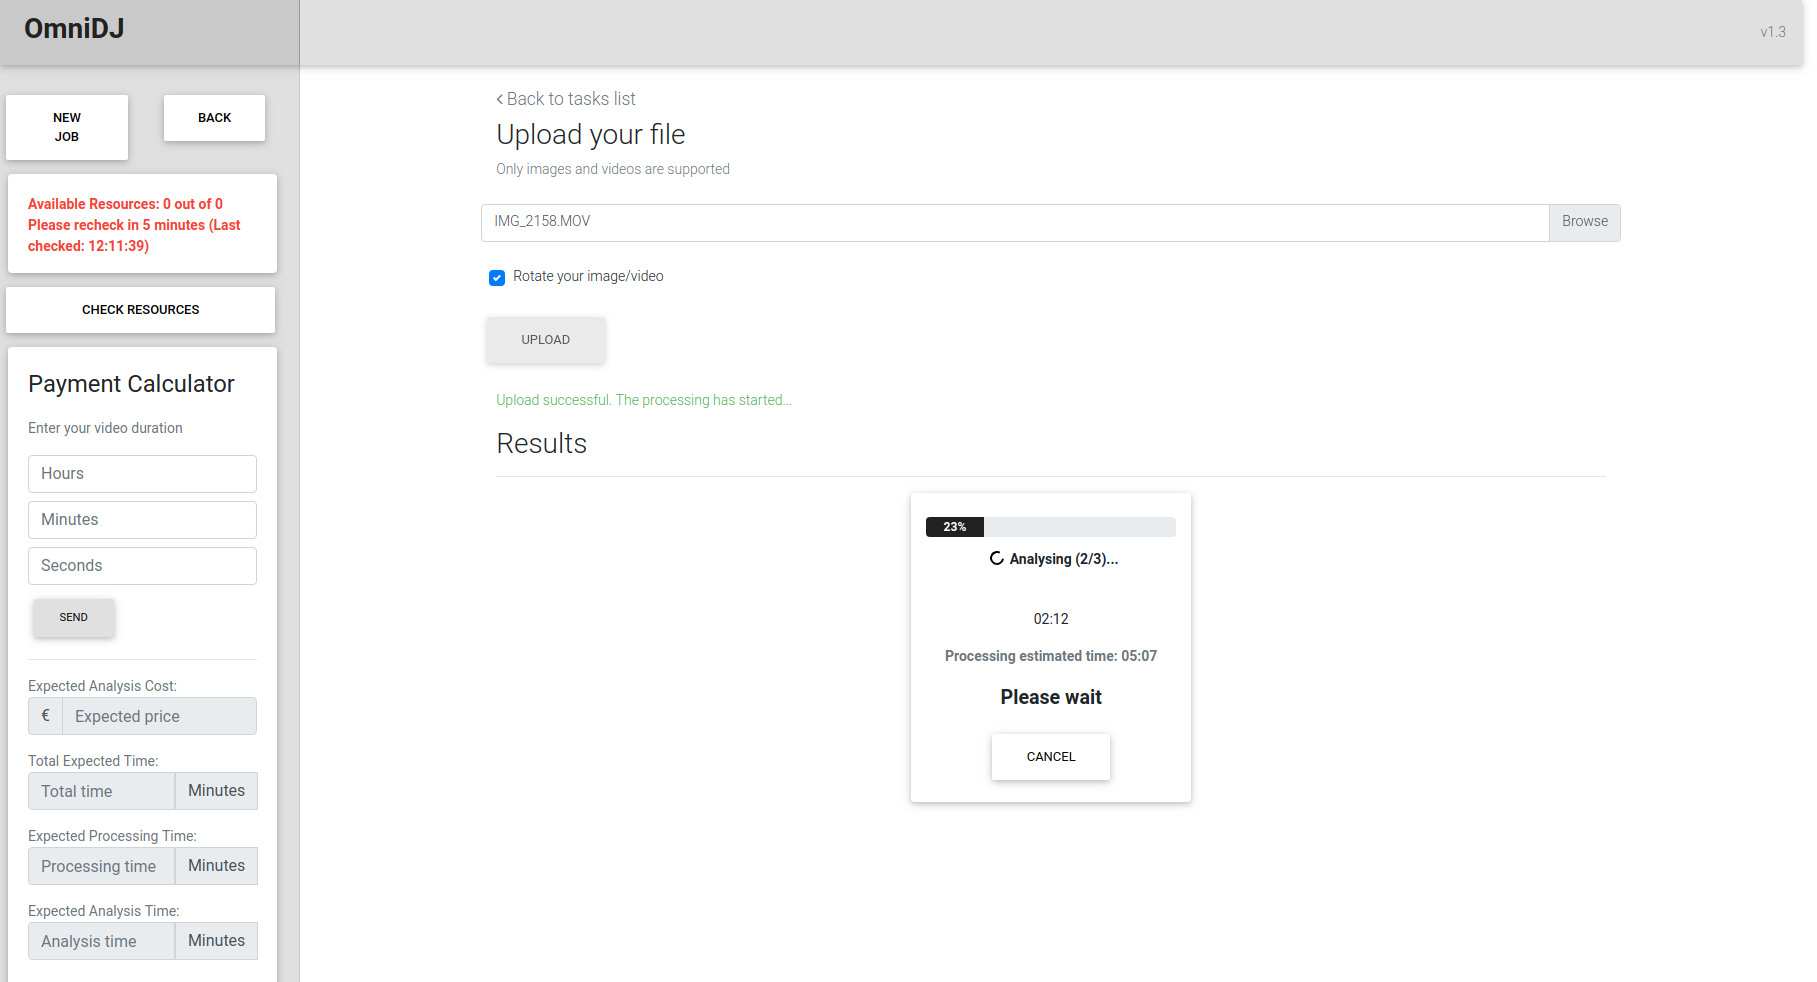 OmniDJ
v1.3
NEW
JOB
BACK
Available Resources: 0 out of 0
Please recheck in 5 minutes (Last
checked: 12:11:39)
CHECK RESOURCES
Payment Calculator
Enter your video duration
Hours
Minutes
Seconds
SEND
Expected Analysis Cost:
€ Expected price
Total Expected Time:
Total time Minutes
Expected Processing Time:
Processing time Minutes
Expected Analysis Time:
Analysis time Minutes
Back to tasks list
Upload your file
Only images and videos are supported
IMG_2158.MOV Browse
Rotate your image/video
UPLOAD
Upload successful. The processing has started...
Results
23%
Analysing (2/3)...
02:12
Processing estimated time: 05:07
Please wait
CANCEL